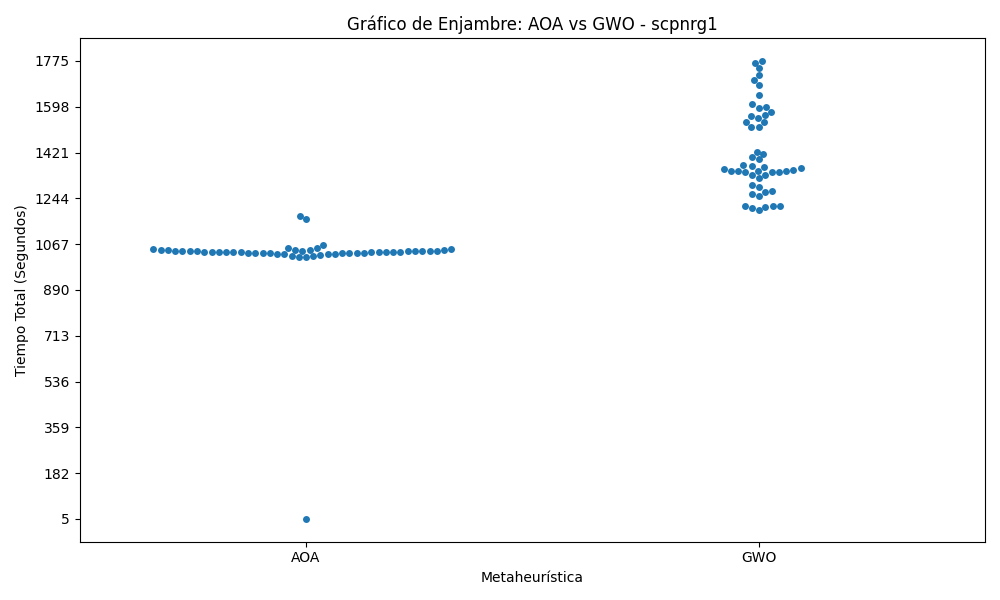 Gráfico de Enjambre: AOA vs GWO - scpnrg1
1775
1598
1421
1244
1067
890
713
536
359
182
5
Tiempo Total (Segundos)
AOA
GWO
Metaheurística